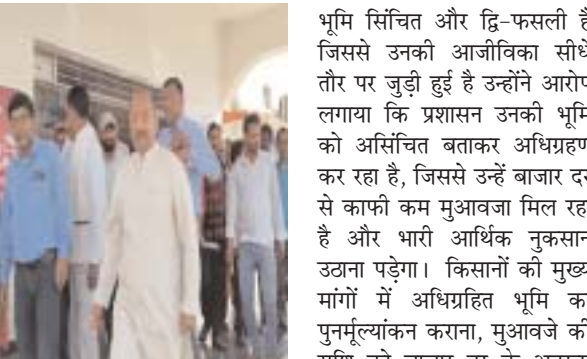 भूमि सिंचित और द्वि-फसली है
जिससे उनकी आजीविका सीधे
तौर पर जुड़ी हुई है उन्होंने आरोप
लगाया कि प्रशासन उनकी भूमि
को असिंचित बताकर अधिग्रहण
कर रहा है, जिससे उन्हें बाजार दर
से काफी कम मुआवजा मिल रहा
है और भारी आर्थिक नुकसान
उठाना पड़ेगा। किसानों की मुख्य
मांगों में अधिग्रहित भूमि का
पुनर्मूल्यांकन कराना, मुआवजे की